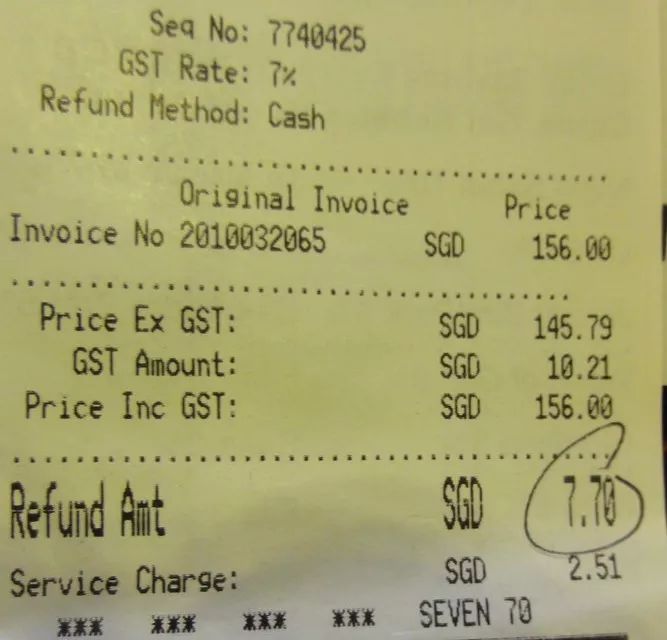 Seq No: 7740425
GST Rate: 7%
Refund Method: Cash
Original Invoice Price
Invoice No 2010032065 SGD 156.00
Price Ex GST: SGD 145.79
GST Amount: SGD 10.21
Price Inc GST: SGD 156.00
Refund Amt SGD 7.70
Service Charge: SGD 2.51
*** *** *** *** SEVEN 70